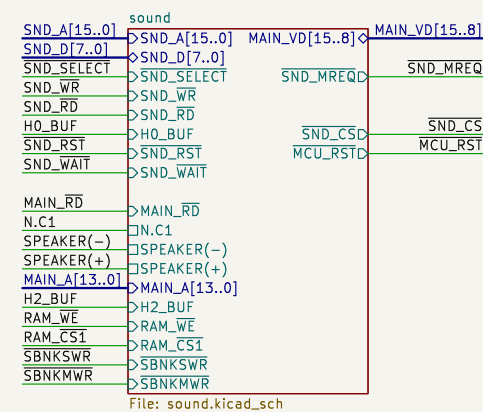 sound
SND_A[15..0] SND_A[15..0] MAIN_VD[15..8] MAIN_VD[15..8]
SND_D[7..0] SND_D[7..0]
SND_SELECT SND_SELECT SND_MREQ SND_MREQ
SND_WR SND_WR
SND_RD SND_RD
H0_BUF H0_BUF SND_CS SND_CS
SND_RST SND_RST MCU_RST MCU_RST
SND_WAIT SND_WAIT
MAIN_RD MAIN_RD
N.C1 N.C1
SPEAKER(-) SPEAKER(-)
SPEAKER(+) SPEAKER(+)
MAIN_A[13..0] MAIN_A[13..0]
H2_BUF H2_BUF
RAM_WE RAM_WE
RAM_CS1 RAM_CS1
SBNKSWR SBNKSWR
SBNKMWR SBNKMWR
File: sound.kicad_sch